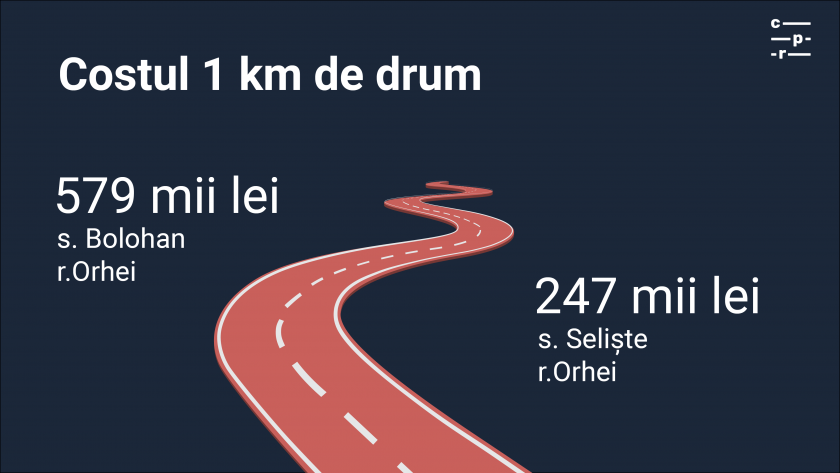 c
p
r
Costul 1 km de drum
579 mii lei
s. Bolohan
r.Orhei
247 mii lei
s. Seliște
r.Orhei